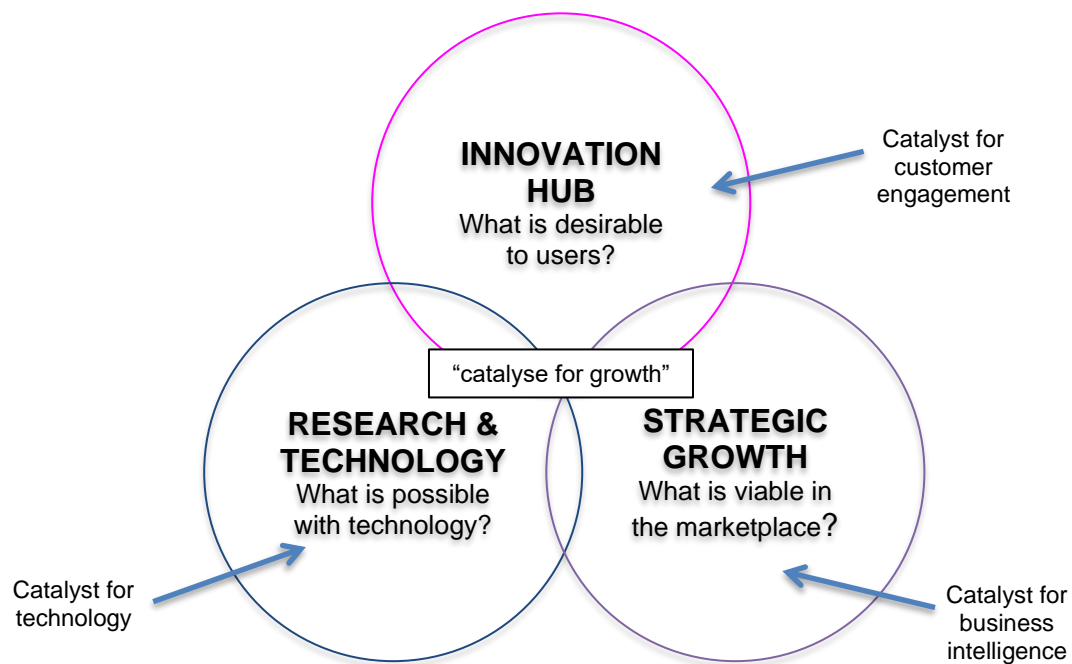 INNOVATION
HUB
What is desirable
to users?
Catalyst for
customer
engagement
“catalyse for growth”
RESEARCH &
TECHNOLOGY
What is possible
with technology?
STRATEGIC
GROWTH
What is viable in
the marketplace?
Catalyst for
technology
Catalyst for
business
intelligence